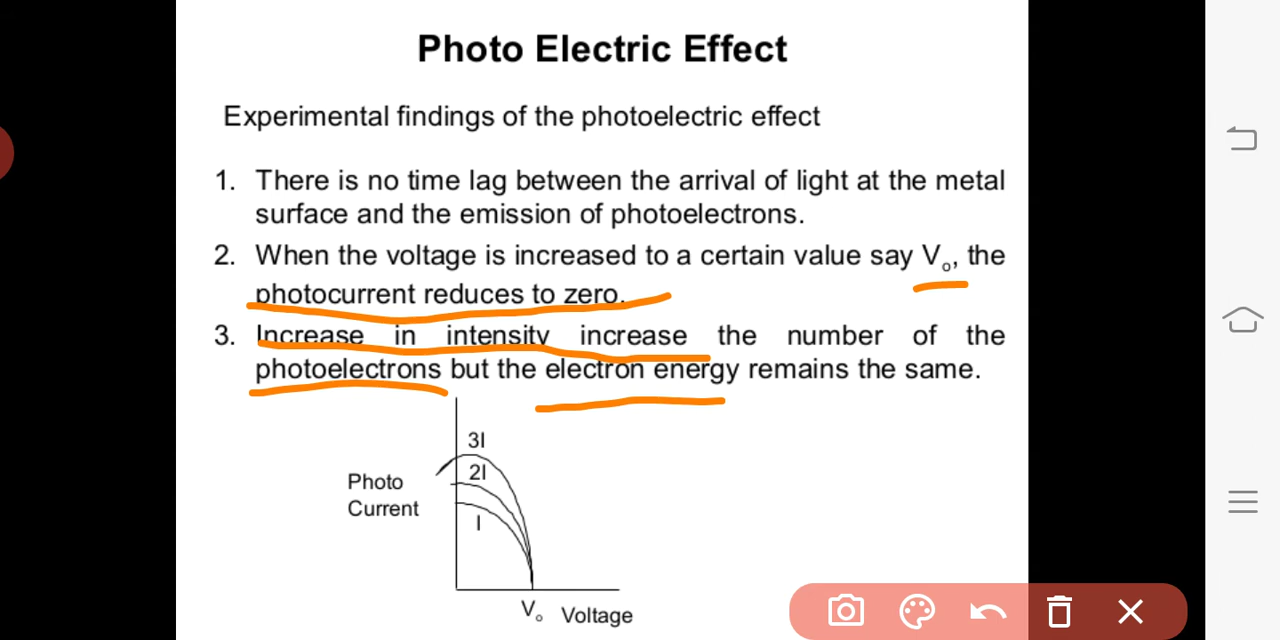 Photo Electric Effect
Experimental findings of the photoelectric effect
1. There is no time lag between the arrival of light at the metal
surface and the emission of photoelectrons.
2. When the voltage is increased to a certain value say Vₒ, the
photocurrent reduces to zero.
3. Increase in intensity increase the number of the
photoelectrons but the electron energy remains the same.
3I
2I
I
Photo
Current
Vₒ Voltage